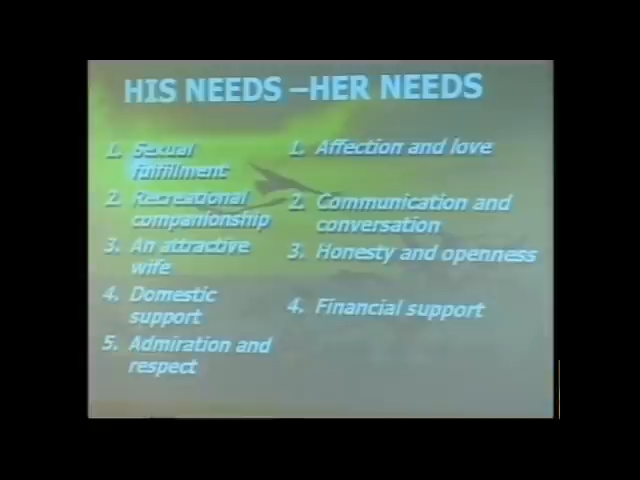 HIS NEEDS –HER NEEDS
1. Sexual
fulfillment
2. Recreational
companionship
3. An attractive
wife
4. Domestic
support
5. Admiration and
respect
1. Affection and love
2. Communication and
conversation
3. Honesty and openness
4. Financial support